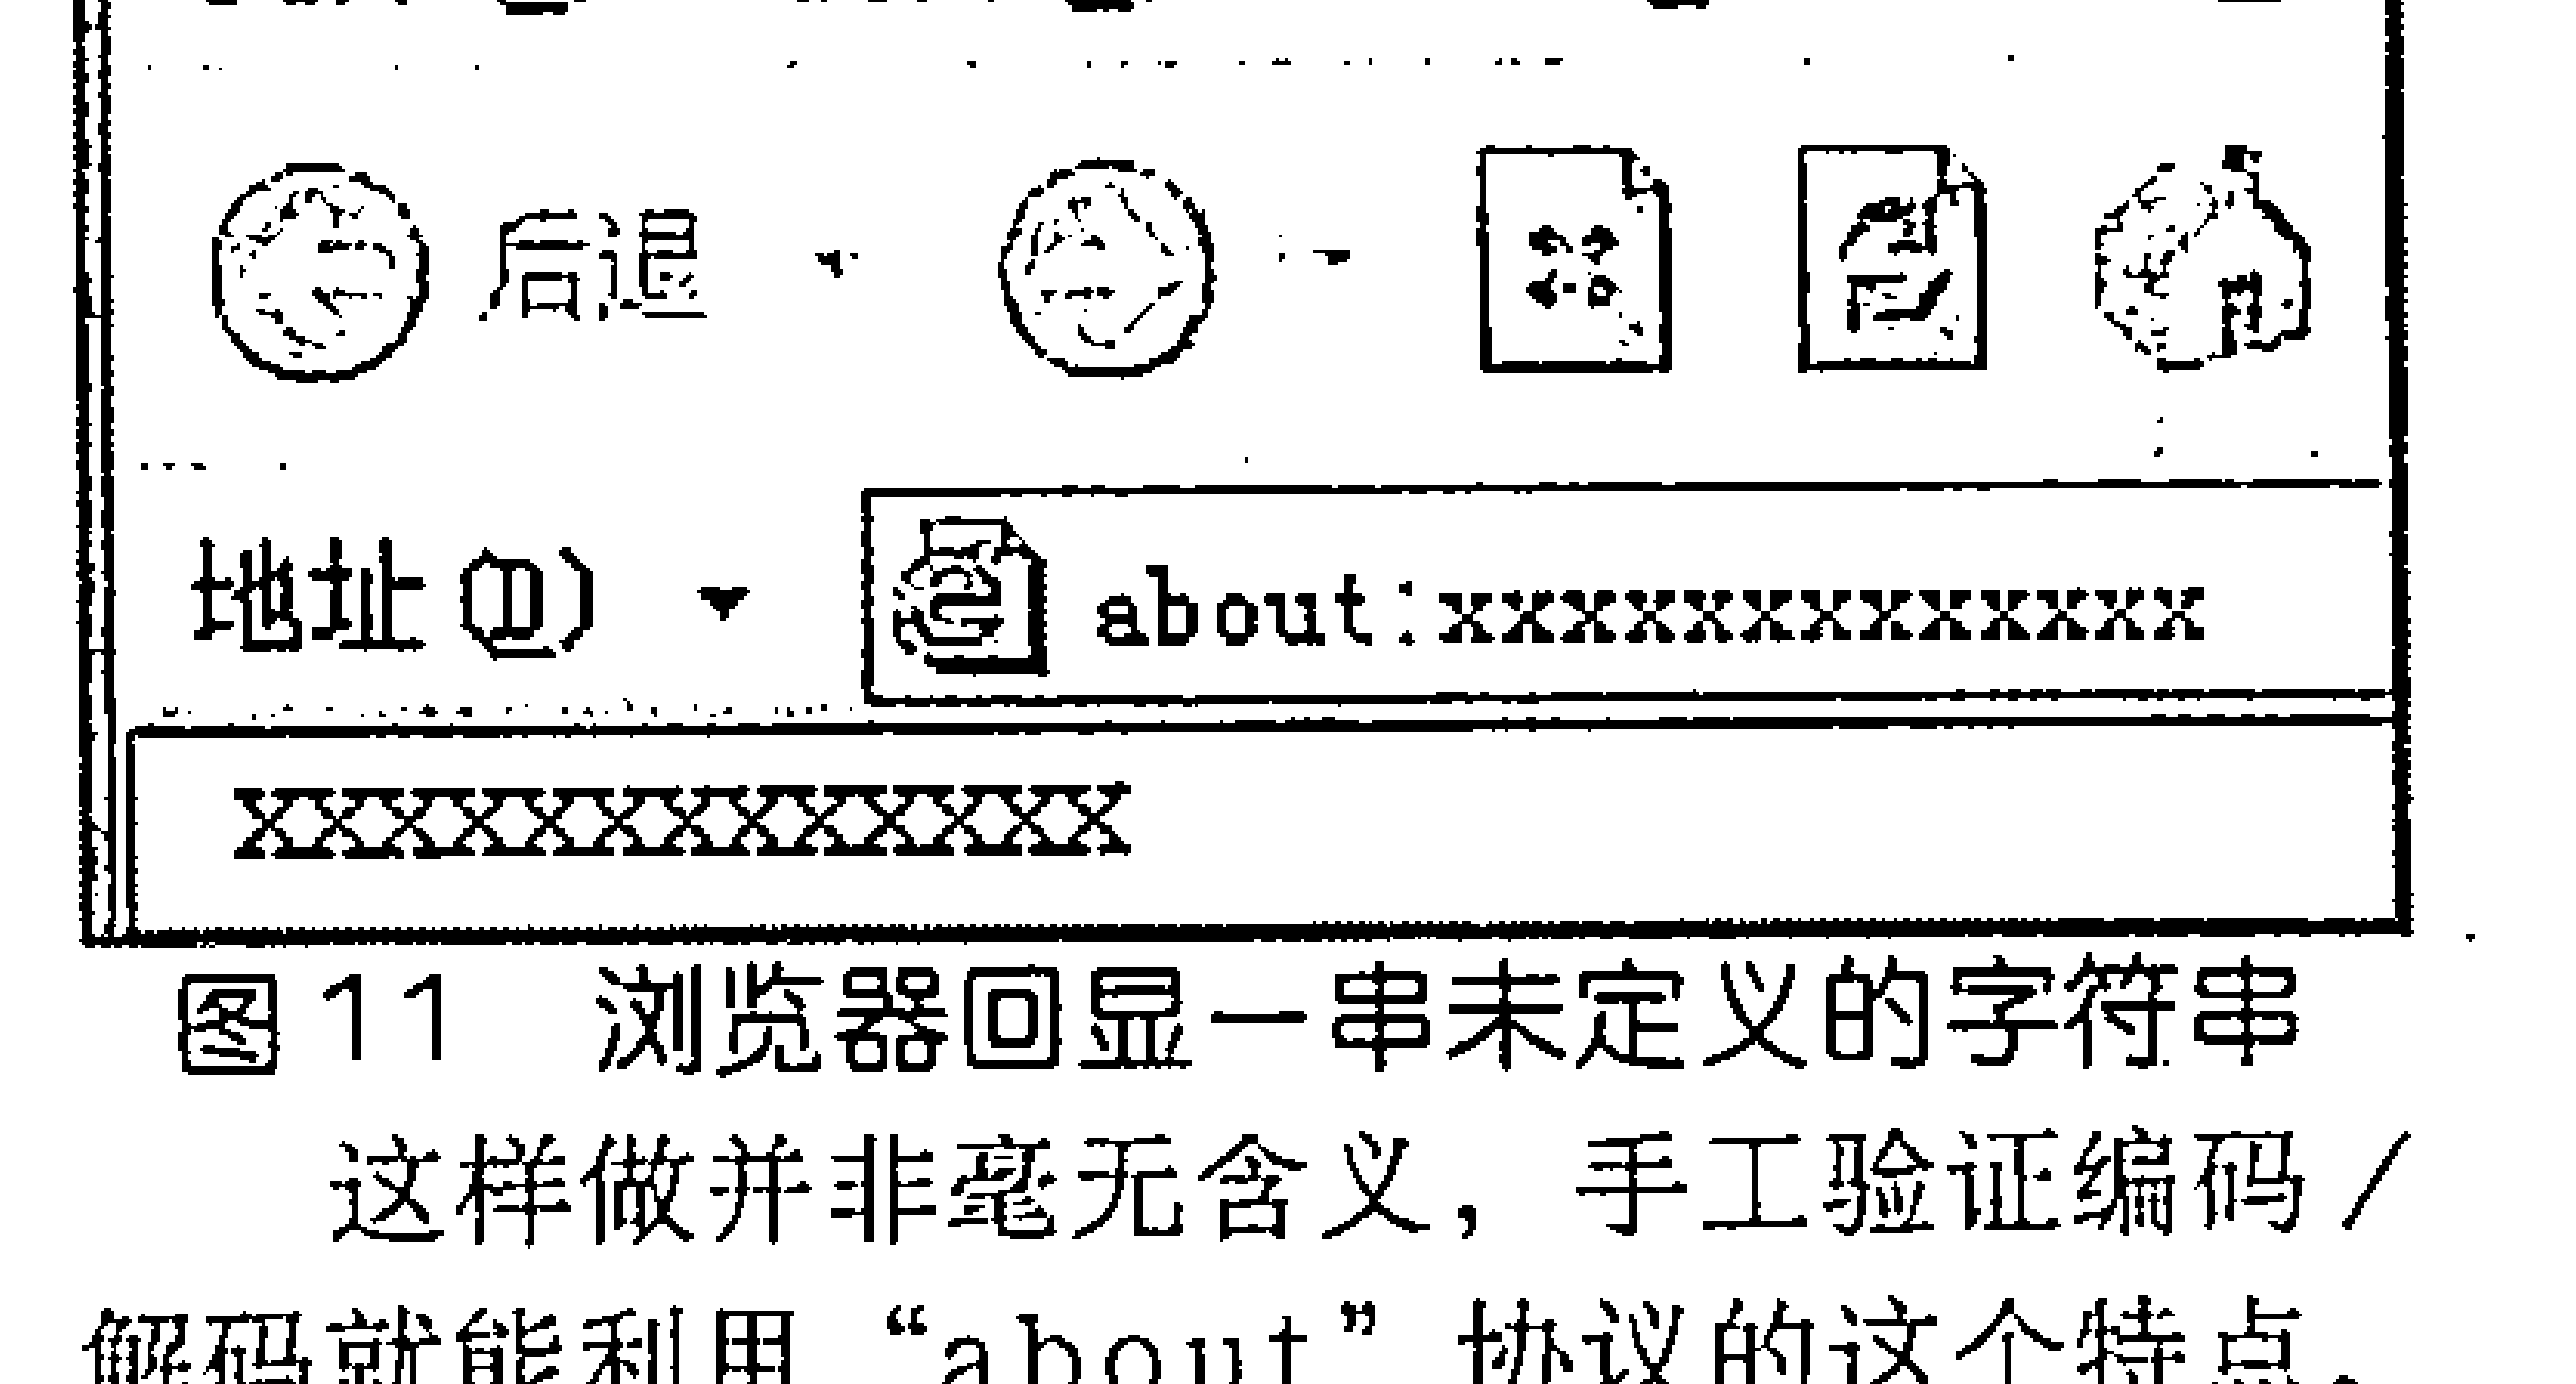 后退
地址(D) about:xxxxxxxxxxxxx
xxxxxxxxxxxxx
图11 浏览器回显一串未定义的字符串
这样做并非毫无含义，手工验证编码/
解码就能利用“about”协议的这个特点。